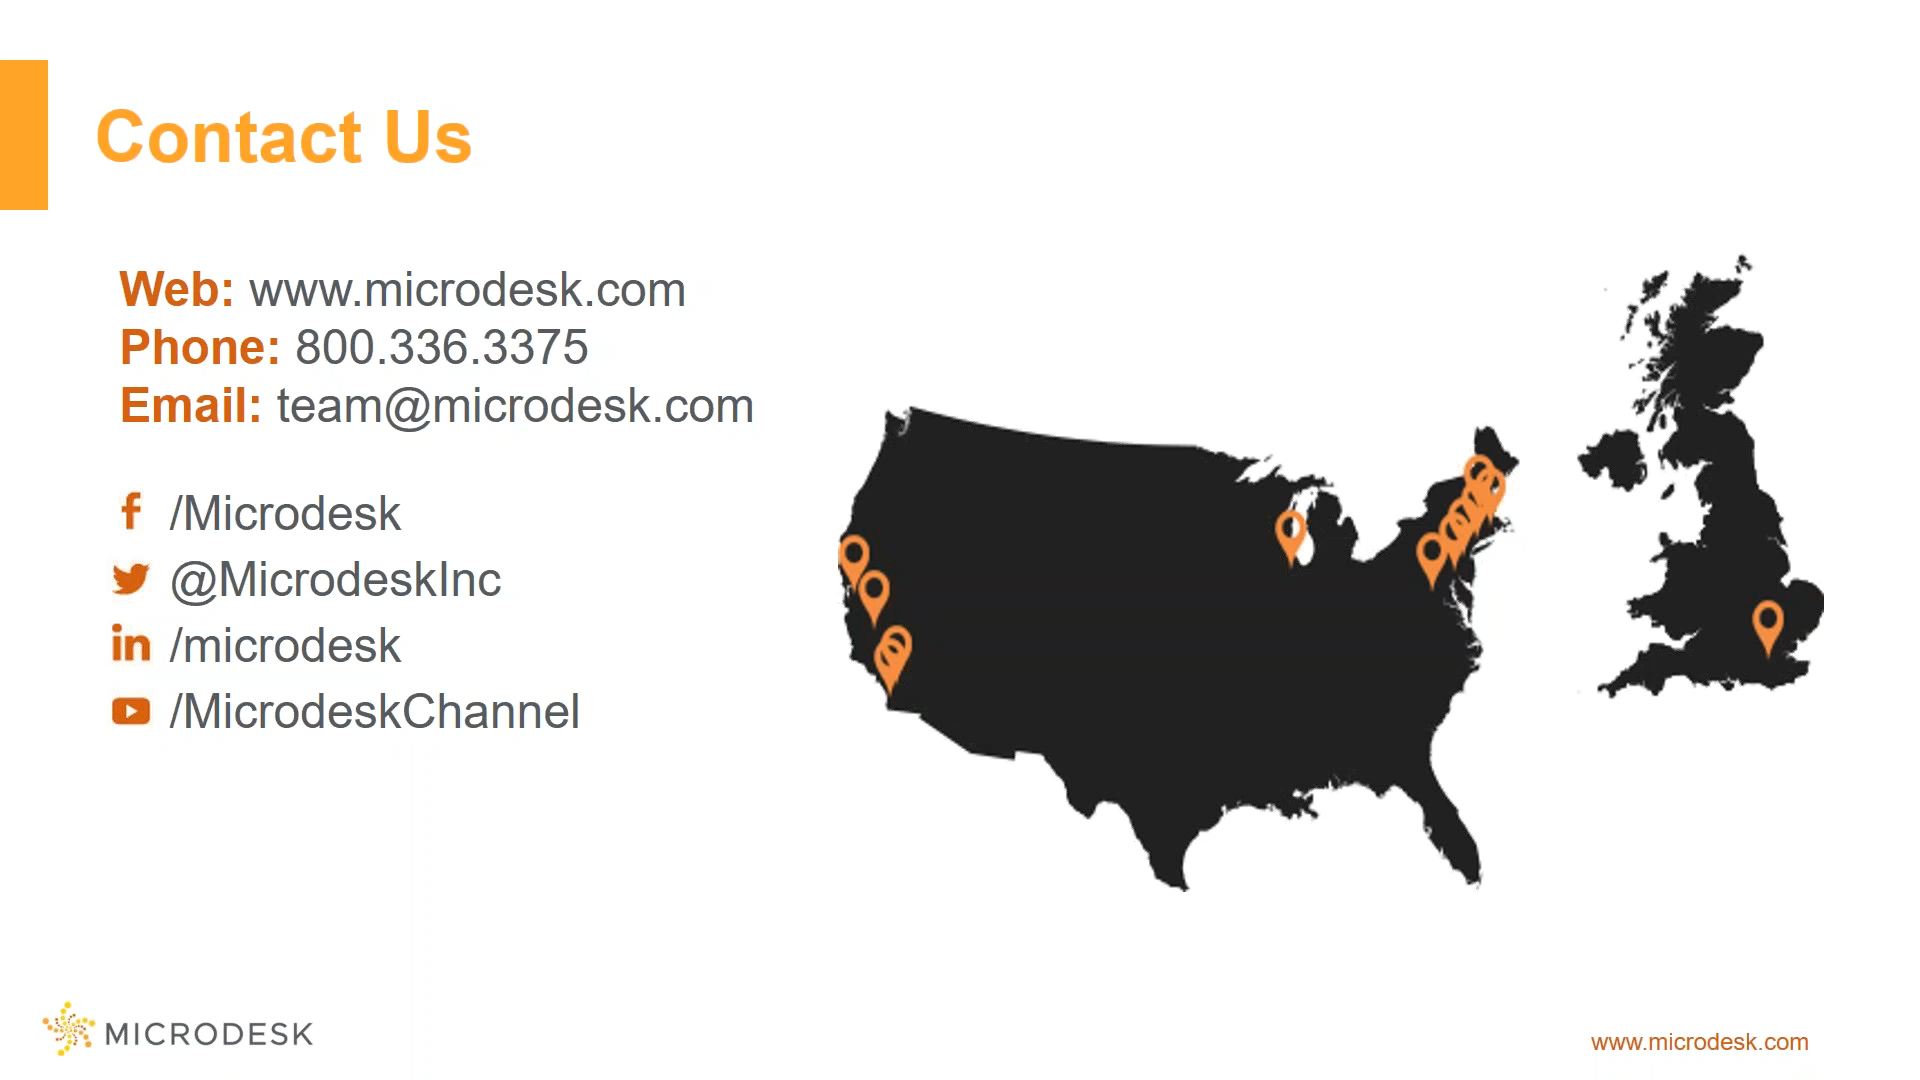 Contact Us
Web: www.microdesk.com
Phone: 800.336.3375
Email: team@microdesk.com
/Microdesk
@MicrodeskInc
/microdesk
/MicrodeskChannel
MICRODESK
www.microdesk.com